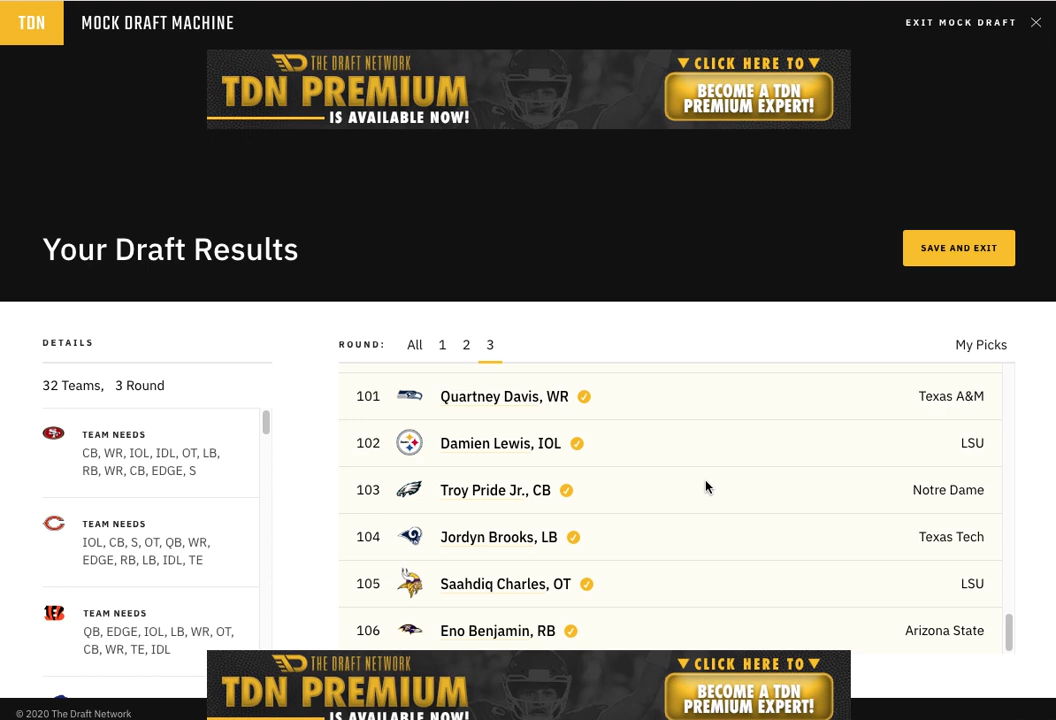 TDN MOCK DRAFT MACHINE EXIT MOCK DRAFT
THE DRAFT NETWORK
TDN PREMIUM
IS AVAILABLE NOW!
CLICK HERE TO
BECOME A TDN
PREMIUM EXPERT!
Your Draft Results
SAVE AND EXIT
DETAILS
32 Teams, 3 Round
TEAM NEEDS
CB, WR, IOL, IDL, OT, LB,
RB, WR, CB, EDGE, S
TEAM NEEDS
IOL, CB, S, OT, QB, WR,
EDGE, RB, LB, IDL, TE
TEAM NEEDS
QB, EDGE, IOL, LB, WR, OT,
CB, WR, TE, IDL
ROUND: All 1 2 3 My Picks
101 Quartney Davis, WR Texas A&M
102 Damien Lewis, IOL LSU
103 Troy Pride Jr., CB Notre Dame
104 Jordyn Brooks, LB Texas Tech
105 Saahdiq Charles, OT LSU
106 Eno Benjamin, RB Arizona State
THE DRAFT NETWORK
TDN PREMIUM
IS AVAILABLE NOW!
CLICK HERE TO
BECOME A TDN
PREMIUM EXPERT!
© 2020 The Draft Network